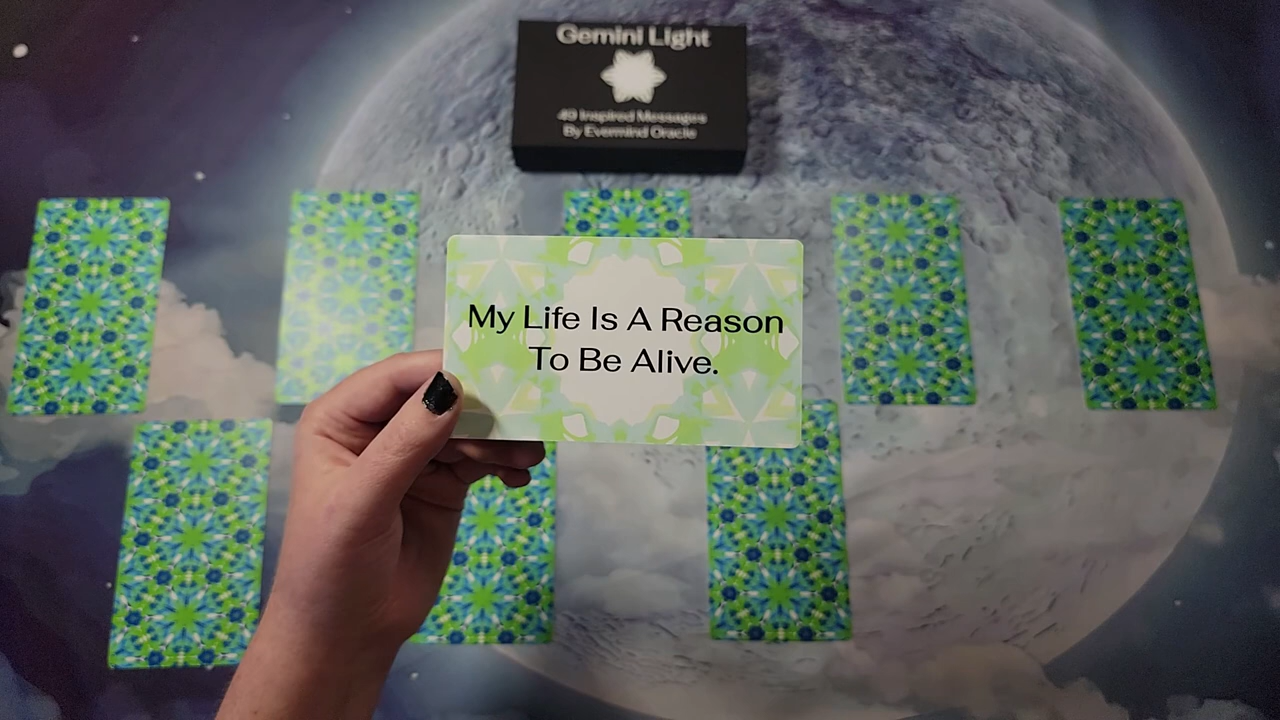 Gemini Light
49 Inspired Messages
By Evermind Oracle
My Life Is A Reason
To Be Alive.